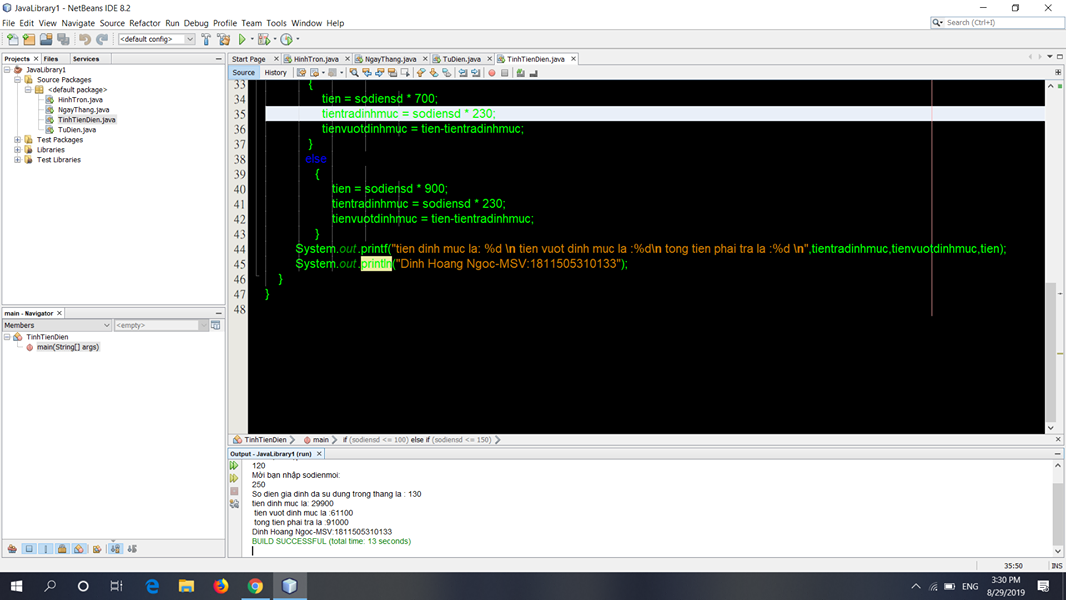 JavaLibrary1 - NetBeans IDE 8.2
File Edit View Navigate Source Refactor Run Debug Profile Team Tools Window Help
Search (Ctrl+I)
<default config>
Projects Files Services
Start Page HinhTron.java NgayThang.java TuDien.java TinhTienDien.java
JavaLibrary1
Source Packages
<default package>
HinhTron.java
NgayThang.java
TinhTienDien.java
TuDien.java
Test Packages
Libraries
Test Libraries
Source History
33 {
34 tien = sodiensd * 700;
35 tientradinhmuc = sodiensd * 230;
36 tienvuotdinhmuc = tien-tientradinhmuc;
37 }
38 else
39 {
40 tien = sodiensd * 900;
41 tientradinhmuc = sodiensd * 230;
42 tienvuotdinhmuc = tien-tientradinhmuc;
43 }
44 System.out.printf("tien dinh muc la: %d \n tien vuot dinh muc la :%d\n tong tien phai tra la :%d \n",tientradinhmuc,tienvuotdinhmuc,tien);
45 System.out.println("Dinh Hoang Ngoc-MSV:1811505310133");
46 }
47 }
48
main - Navigator
Members <empty>
TinhTienDien
main(String[] args)
TinhTienDien main if (sodiensd <= 100) else if (sodiensd <= 150)
Output - JavaLibrary1 (run)
120
Mời bạn nhập sodienmoi:
250
So dien gia dinh da su dung trong thang la : 130
tien dinh muc la: 29900
tien vuot dinh muc la :61100
tong tien phai tra la :91000
Dinh Hoang Ngoc-MSV:1811505310133
BUILD SUCCESSFUL (total time: 13 seconds)
35:50 INS
ENG
3:30 PM
8/29/2019